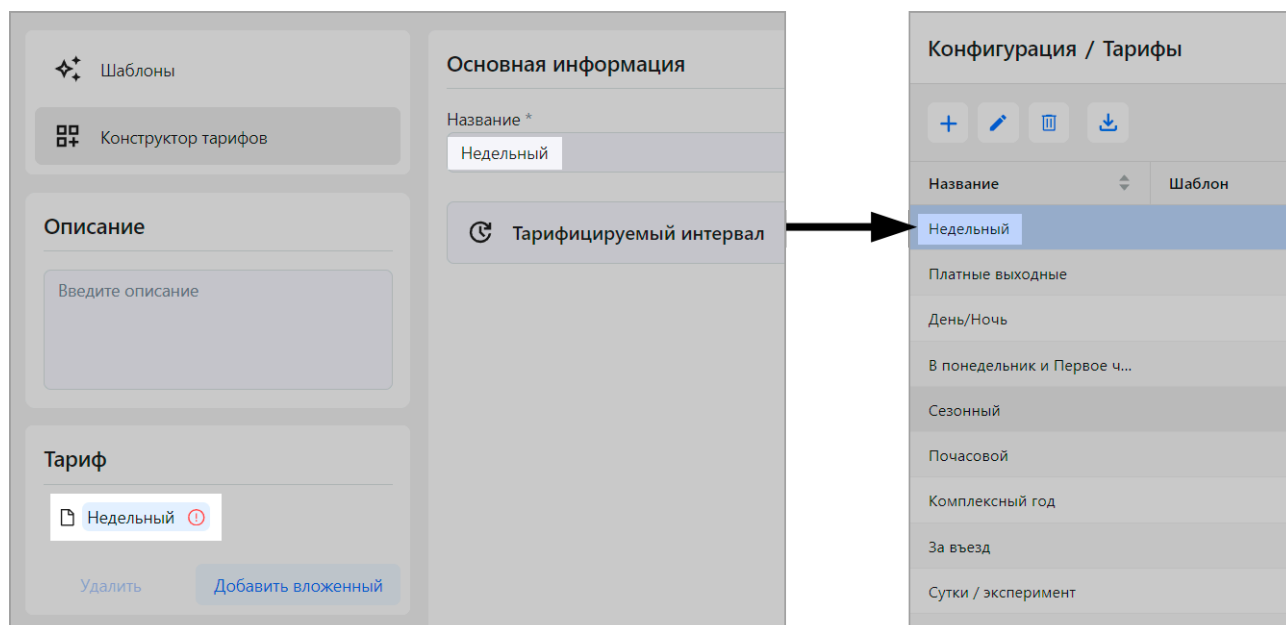 Шаблоны
Конструктор тарифов
Описание
Введите описание
Тариф
Недельный
Удалить
Добавить вложенный
Основная информация
Название *
Недельный
Тарифицируемый интервал
Конфигурация / Тарифы
Название
Шаблон
Недельный
Платные выходные
День/Ночь
В понедельник и Первое ч...
Сезонный
Почасовой
Комплексный год
За въезд
Сутки / эксперимент